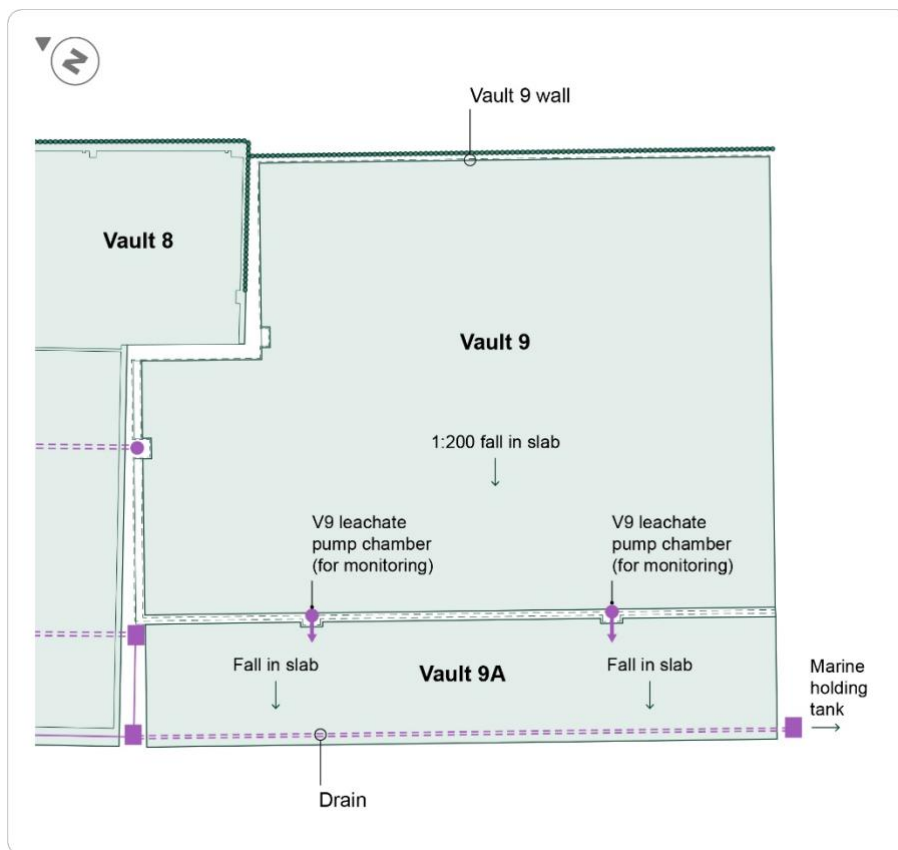 N
Vault 9 wall
Vault 8
Vault 9
1:200 fall in slab
V9 leachate
pump chamber
(for monitoring)
V9 leachate
pump chamber
(for monitoring)
Fall in slab
Vault 9A
Fall in slab
Marine
holding
tank
Drain